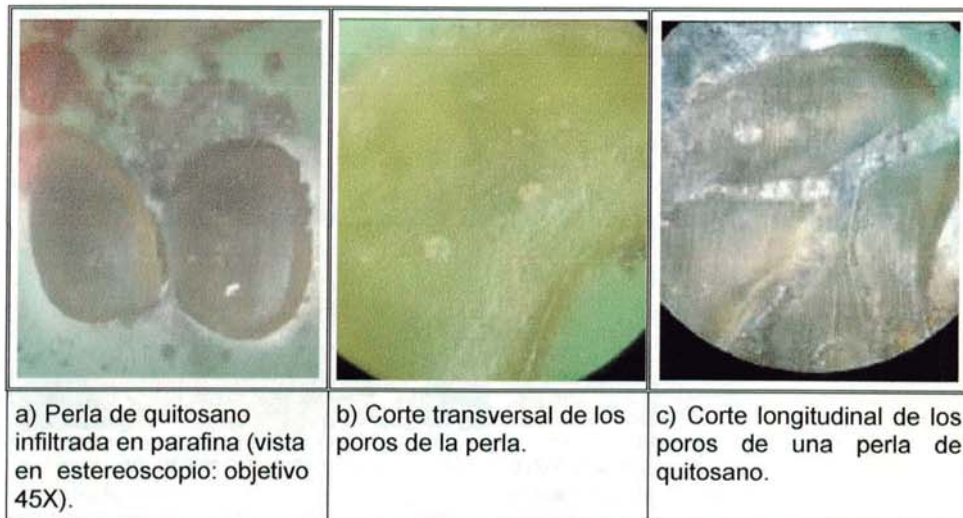 a) Perla de quitosano
infiltrada en parafina (vista
en estereoscopio: objetivo
45X).
b) Corte transversal de los
poros de la perla.
c) Corte longitudinal de los
poros de una perla de
quitosano.